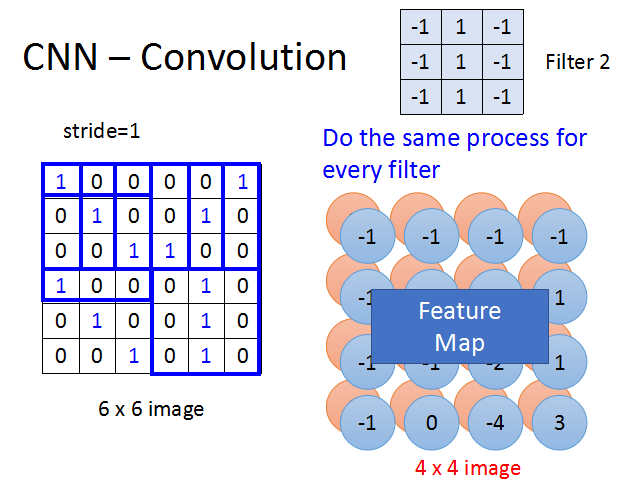 CNN – Convolution
-1 1 -1
-1 1 -1
-1 1 -1
Filter 2
stride=1
Do the same process for
every filter
1 0 0 0 0 1
0 1 0 0 1 0
0 0 1 1 0 0
1 0 0 0 1 0
0 1 0 0 1 0
0 0 1 0 1 0
6 x 6 image
-1 -1 -1 -1
1
Feature
Map
1
-1 0 -4 3
4 x 4 image